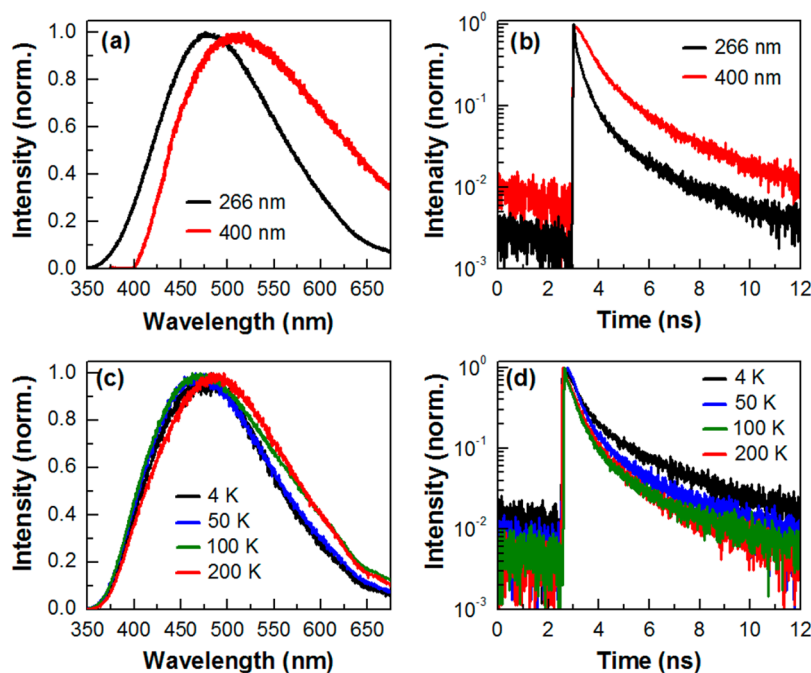 (a)
Intensity (norm.)
1.0
0.8
0.6
0.4
0.2
0.0
266 nm
400 nm
350 400 450 500 550 600 650
Wavelength (nm)
(b)
Intenaity (norm.)
10^0
10^-1
10^-2
10^-3
266 nm
400 nm
0 2 4 6 8 10 12
Time (ns)
(c)
Intensity (norm.)
1.0
0.8
0.6
0.4
0.2
0.0
4 K
50 K
100 K
200 K
350 400 450 500 550 600 650
Wavelength (nm)
(d)
Intensity (norm.)
10^0
10^-1
10^-2
10^-3
4 K
50 K
100 K
200 K
0 2 4 6 8 10 12
Time (ns)